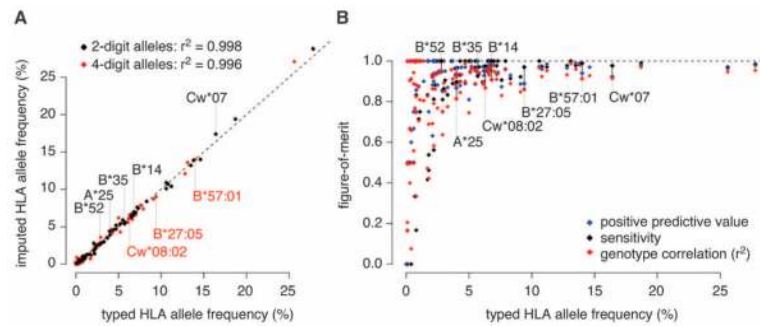 A
2-digit alleles: r² = 0.998
4-digit alleles: r² = 0.996
imputed HLA allele frequency (%)
25
20
15
10
5
0
Cw*07
B*14
B*35
A*25
B*52
B*57:01
B*27:05
Cw*08:02
0 5 10 15 20 25
typed HLA allele frequency (%)
B
B*52 B*35 B*14
figure-of-merit
1.0
0.8
0.6
0.4
0.2
0.0
B*57:01 Cw*07
B*27:05
Cw*08:02
A*25
positive predictive value
sensitivity
genotype correlation (r²)
0 5 10 15 20 25
typed HLA allele frequency (%)